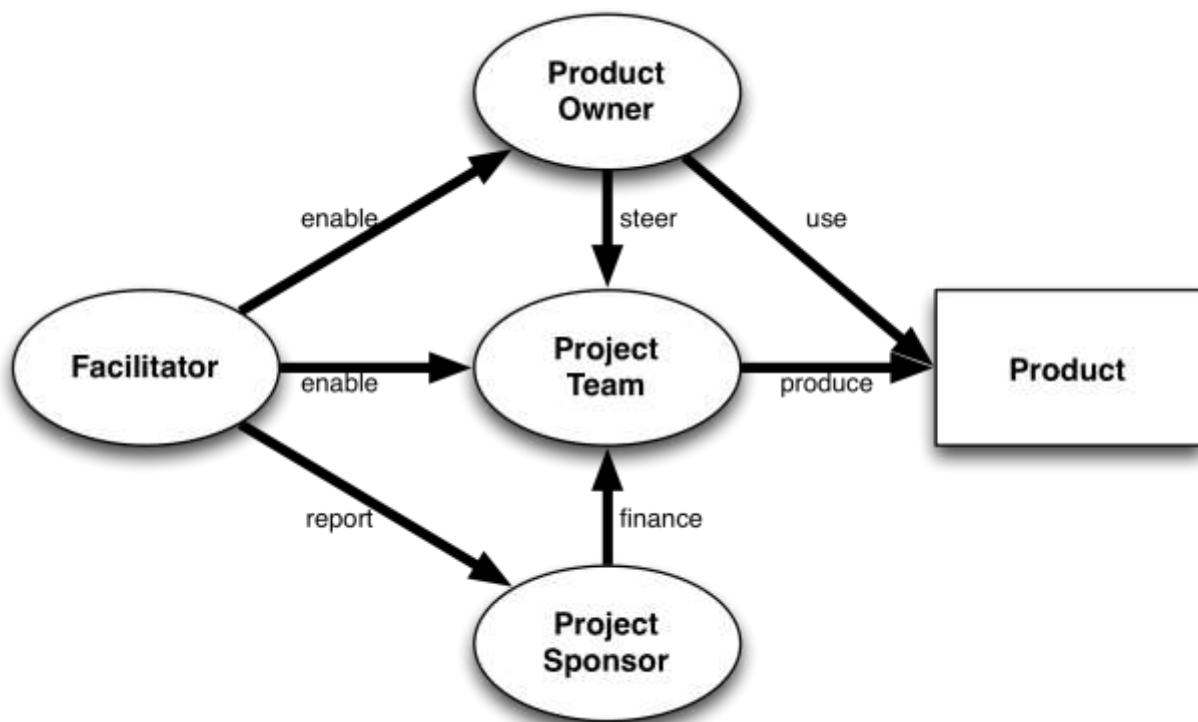 Product
Owner
enable
steer
use
Facilitator
enable
Project
Team
produce
Product
report
finance
Project
Sponsor